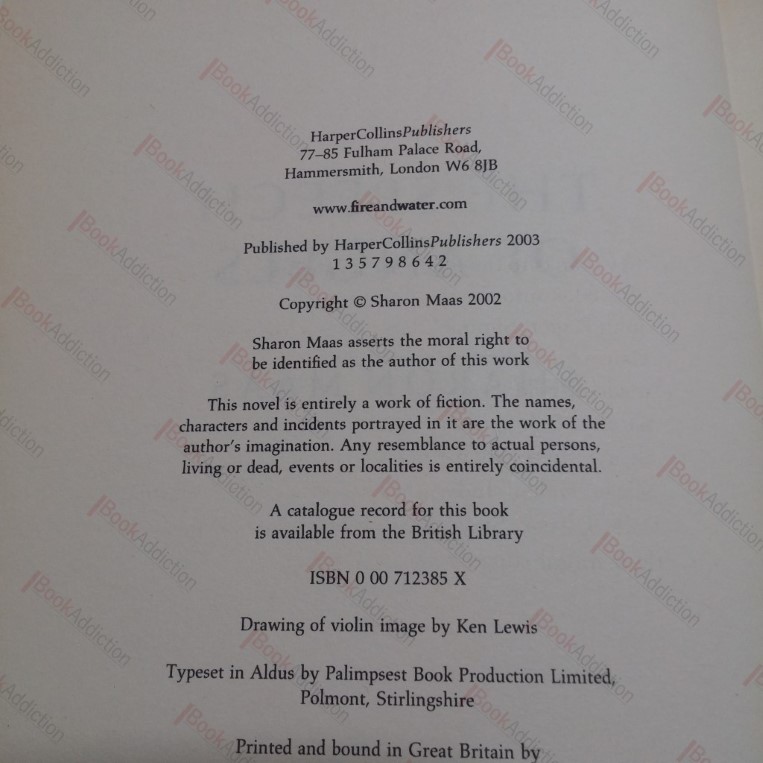 HarperCollinsPublishers
77–85 Fulham Palace Road,
Hammersmith, London W6 8JB
www.fireandwater.com
Published by HarperCollinsPublishers 2003
1 3 5 7 9 8 6 4 2
Copyright © Sharon Maas 2002
Sharon Maas asserts the moral right to
be identified as the author of this work
This novel is entirely a work of fiction. The names,
characters and incidents portrayed in it are the work of the
author's imagination. Any resemblance to actual persons,
living or dead, events or localities is entirely coincidental.
A catalogue record for this book
is available from the British Library
ISBN 0 00 712385 X
Drawing of violin image by Ken Lewis
Typeset in Aldus by Palimpsest Book Production Limited,
Polmont, Stirlingshire
Printed and bound in Great Britain by
BookAddiction